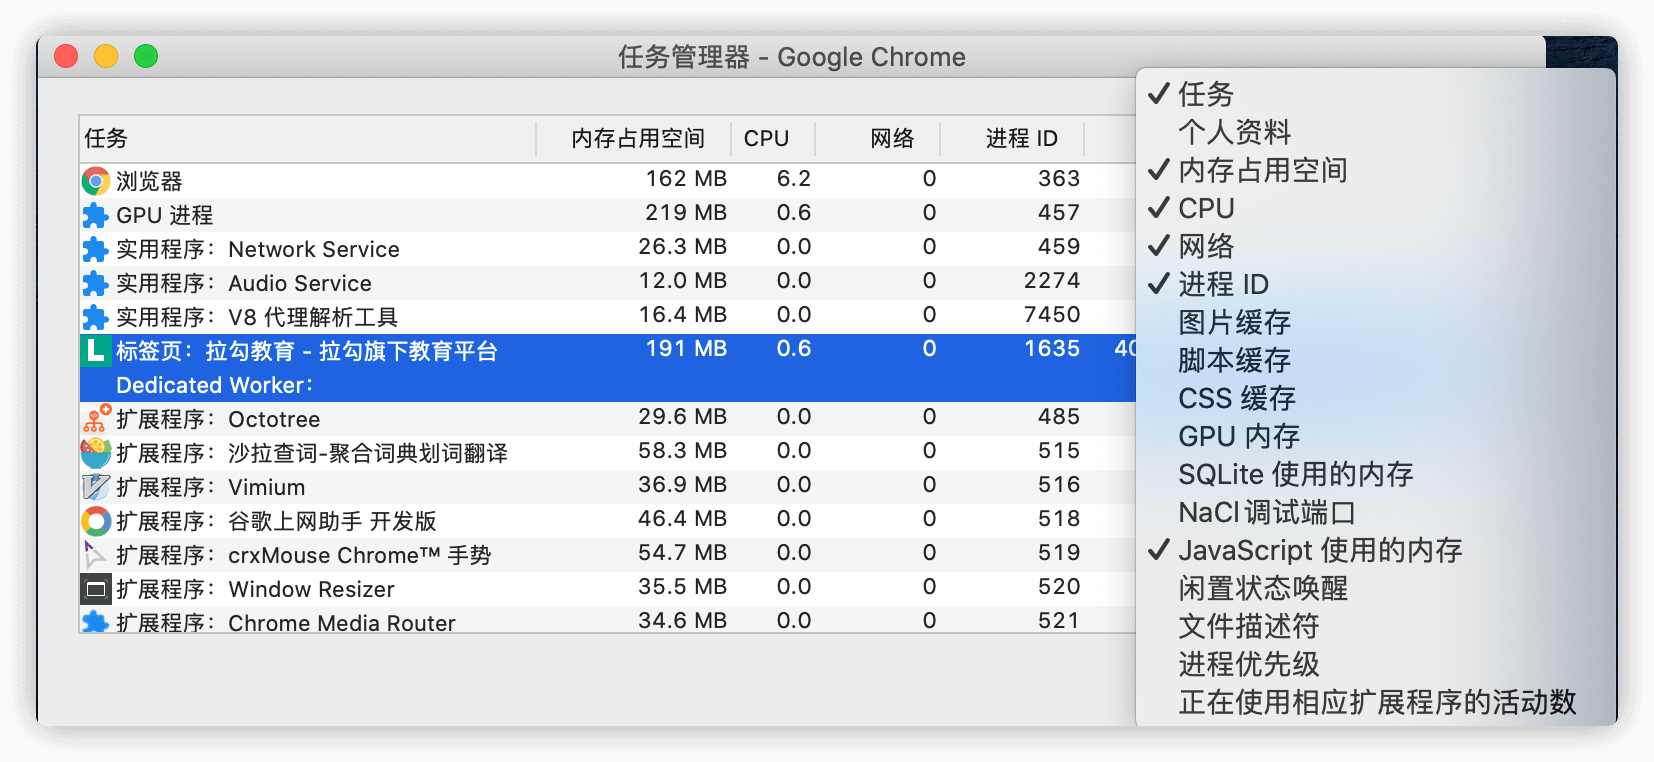 任务管理器 - Google Chrome
任务 内存占用空间 CPU 网络 进程 ID
浏览器 162 MB 6.2 0 363
GPU 进程 219 MB 0.6 0 457
实用程序：Network Service 26.3 MB 0.0 0 459
实用程序：Audio Service 12.0 MB 0.0 0 2274
实用程序：V8 代理解析工具 16.4 MB 0.0 0 7450
标签页：拉勾教育 - 拉勾旗下教育平台 191 MB 0.6 0 1635 40
Dedicated Worker:
扩展程序：Octotree 29.6 MB 0.0 0 485
扩展程序：沙拉查词-聚合词典划词翻译 58.3 MB 0.0 0 515
扩展程序：Vimium 36.9 MB 0.0 0 516
扩展程序：谷歌上网助手 开发版 46.4 MB 0.0 0 518
扩展程序：crxMouse Chrome™ 手势 54.7 MB 0.0 0 519
扩展程序：Window Resizer 35.5 MB 0.0 0 520
扩展程序：Chrome Media Router 34.6 MB 0.0 0 521
✓ 任务
个人资料
✓ 内存占用空间
✓ CPU
✓ 网络
✓ 进程 ID
图片缓存
脚本缓存
CSS 缓存
GPU 内存
SQLite 使用的内存
NaCl 调试端口
✓ JavaScript 使用的内存
闲置状态唤醒
文件描述符
进程优先级
正在使用相应扩展程序的活动数